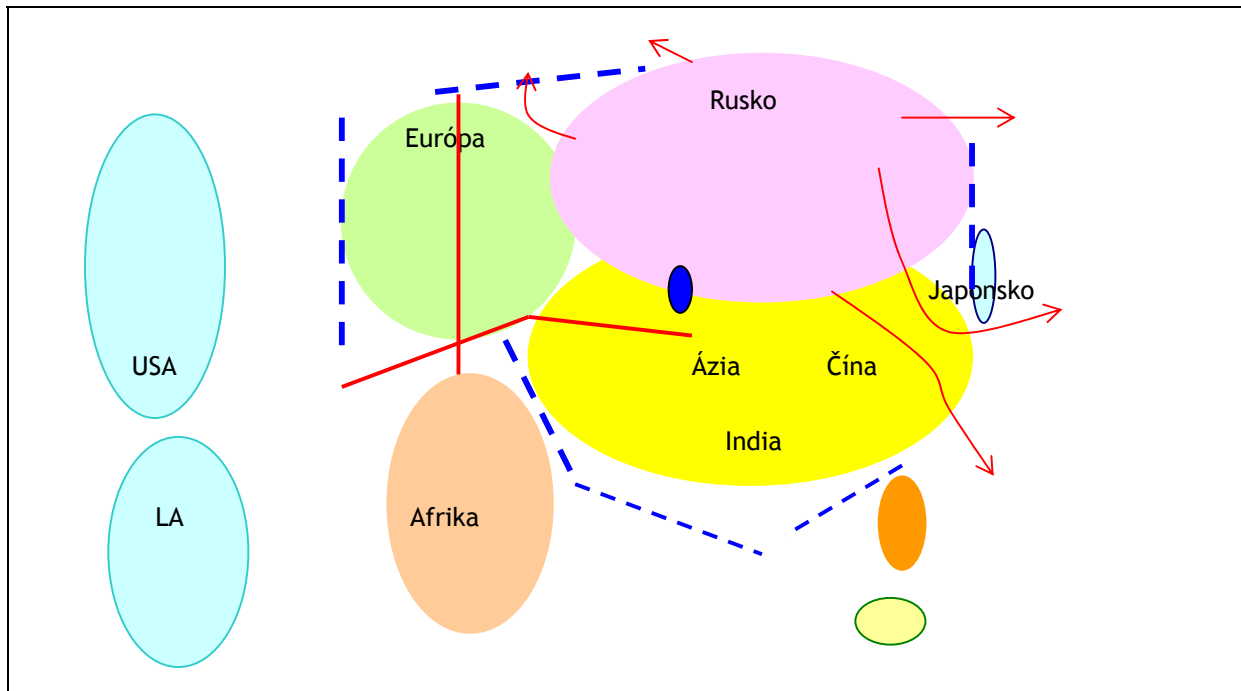 Rusko
Európa
Japonsko
USA
Ázia
Čína
India
LA
Afrika